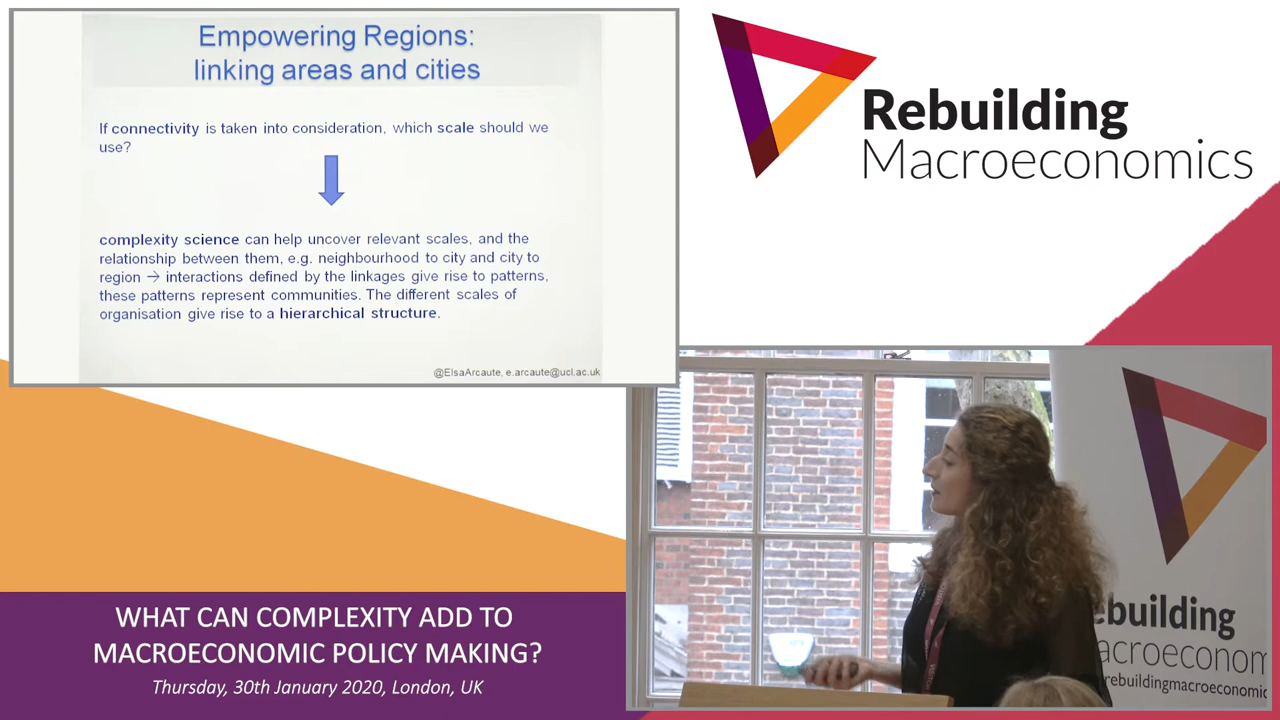 Empowering Regions:
linking areas and cities
If connectivity is taken into consideration, which scale should we
use?
complexity science can help uncover relevant scales, and the
relationship between them, e.g. neighbourhood to city and city to
region → interactions defined by the linkages give rise to patterns,
these patterns represent communities. The different scales of
organisation give rise to a hierarchical structure.
@ElsaArcaute, e.arcaute@ucl.ac.uk
Rebuilding
Macroeconomics
WHAT CAN COMPLEXITY ADD TO
MACROECONOMIC POLICY MAKING?
Thursday, 30th January 2020, London, UK
ebuilding
acroeconom
rebuildingmacroeconomic